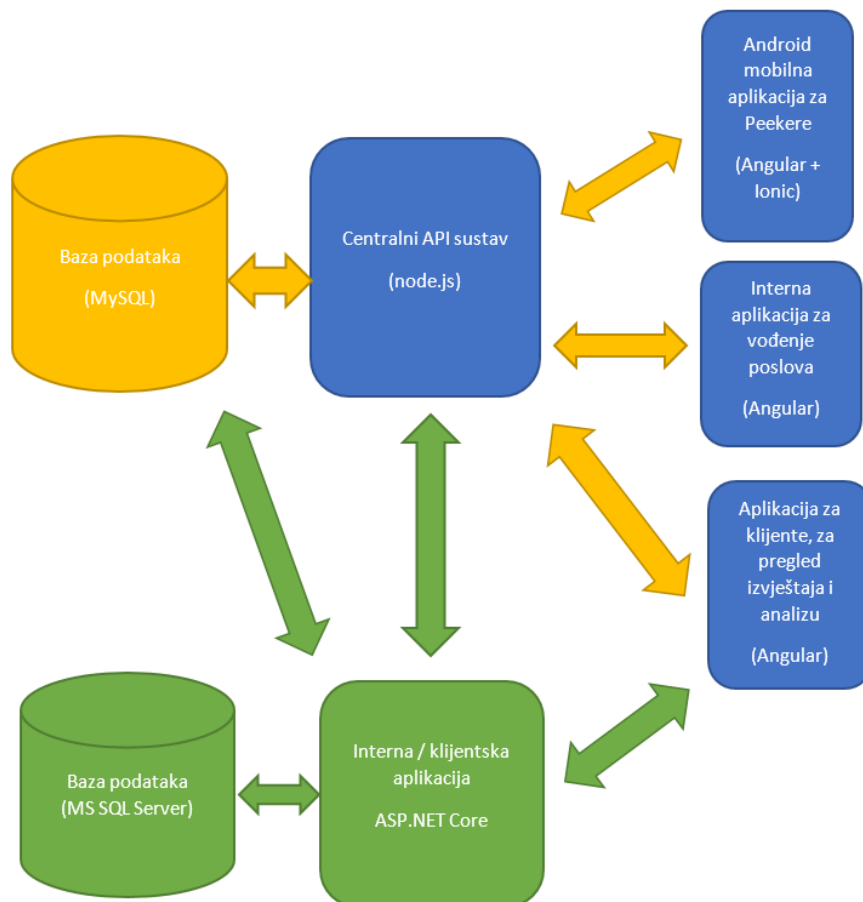 Android
mobilna
aplikacija za
Peekere
(Angular +
Ionic)
Baza podataka
(MySQL)
Centralni API sustav
(node.js)
Interna
aplikacija za
vođenje
poslova
(Angular)
Aplikacija za
klijente, za
pregled
izvještaja i
analizu
(Angular)
Baza podataka
(MS SQL Server)
Interna / klijentska
aplikacija
ASP.NET Core